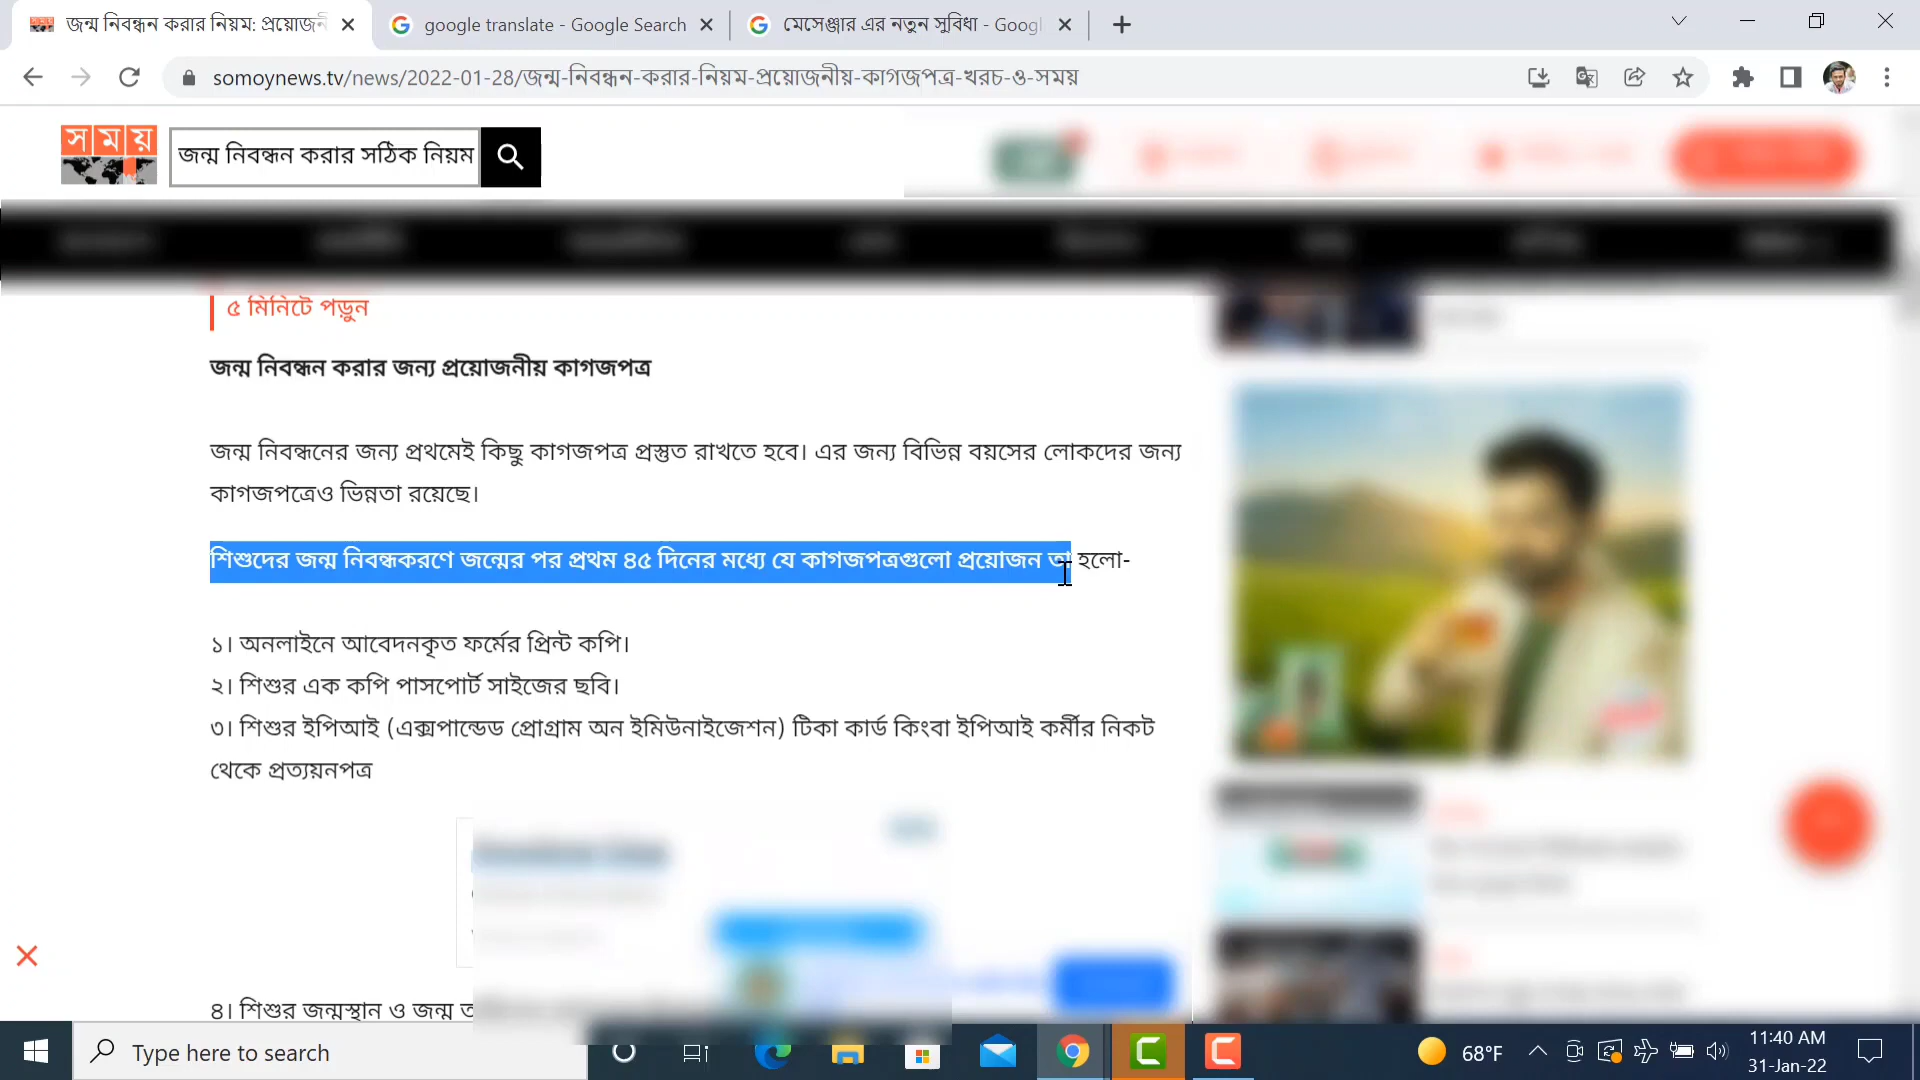 জন্ম নিবন্ধন করার নিয়ম: প্রয়োজন
google translate - Google Search
মেসেঞ্জার এর নতুন সুবিধা - Googl
somoynews.tv/news/2022-01-28/জন্ম-নিবন্ধন-করার-নিয়ম-প্রয়োজনীয়-কাগজপত্র-খরচ-ও-সময়
সময়
জন্ম নিবন্ধন করার সঠিক নিয়ম
৫ মিনিটে পড়ুন
জন্ম নিবন্ধন করার জন্য প্রয়োজনীয় কাগজপত্র
জন্ম নিবন্ধনের জন্য প্রথমেই কিছু কাগজপত্র প্রস্তুত রাখতে হবে। এর জন্য বিভিন্ন বয়সের লোকদের জন্য
কাগজপত্রেও ভিন্নতা রয়েছে।
শিশুদের জন্ম নিবন্ধকরণে জন্মের পর প্রথম ৪৫ দিনের মধ্যে যে কাগজপত্রগুলো প্রয়োজন তা হলো-
১। অনলাইনে আবেদনকৃত ফর্মের প্রিন্ট কপি।
২। শিশুর এক কপি পাসপোর্ট সাইজের ছবি।
৩। শিশুর ইপিআই (এক্সপান্ডেড প্রোগ্রাম অন ইমিউনাইজেশন) টিকা কার্ড কিংবা ইপিআই কর্মীর নিকট
থেকে প্রত্যয়নপত্র
৪। শিশুর জন্মস্থান ও জন্ম ত
Type here to search
68°F
11:40 AM
31-Jan-22